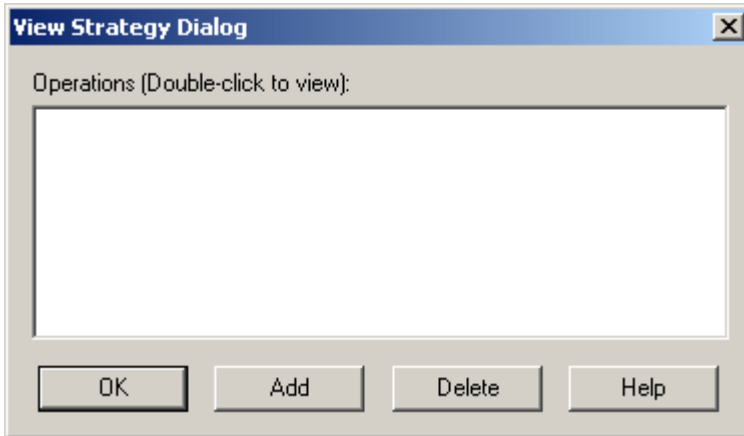 View Strategy Dialog
Operations (Double-click to view):
OK Add Delete Help